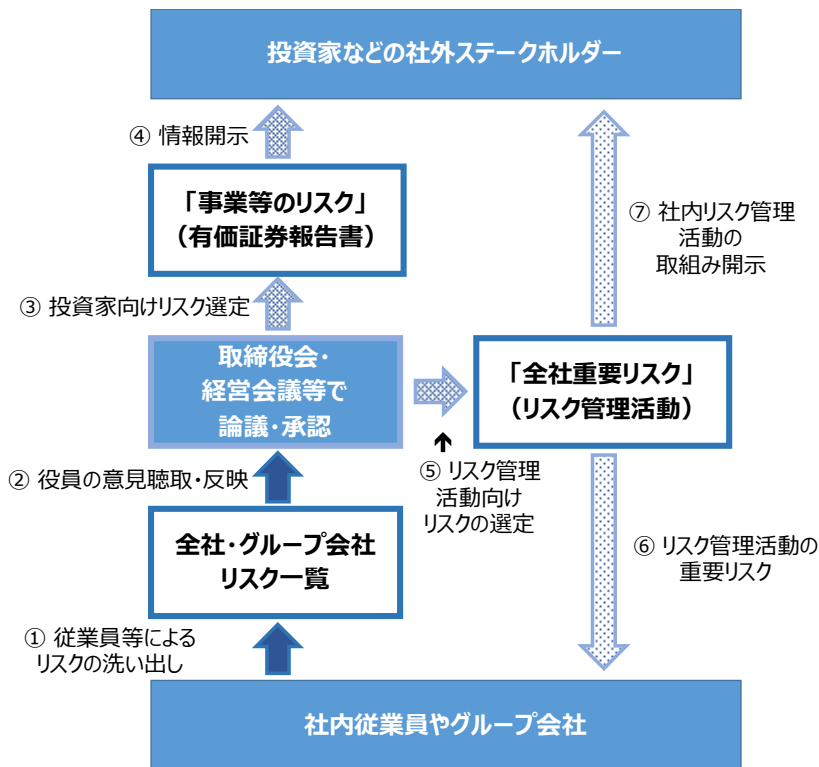 投資家などの社外ステークホルダー
④ 情報開示
「事業等のリスク」
（有価証券報告書）
⑦ 社内リスク管理
活動の
取組み開示
③ 投資家向けリスク選定
取締役会・
経営会議等で
論議・承認
「全社重要リスク」
（リスク管理活動）
② 役員の意見聴取・反映
⑤ リスク管理
活動向け
リスクの選定
全社・グループ会社
リスク一覧
⑥ リスク管理活動の
重要リスク
① 従業員等による
リスクの洗い出し
社内従業員やグループ会社